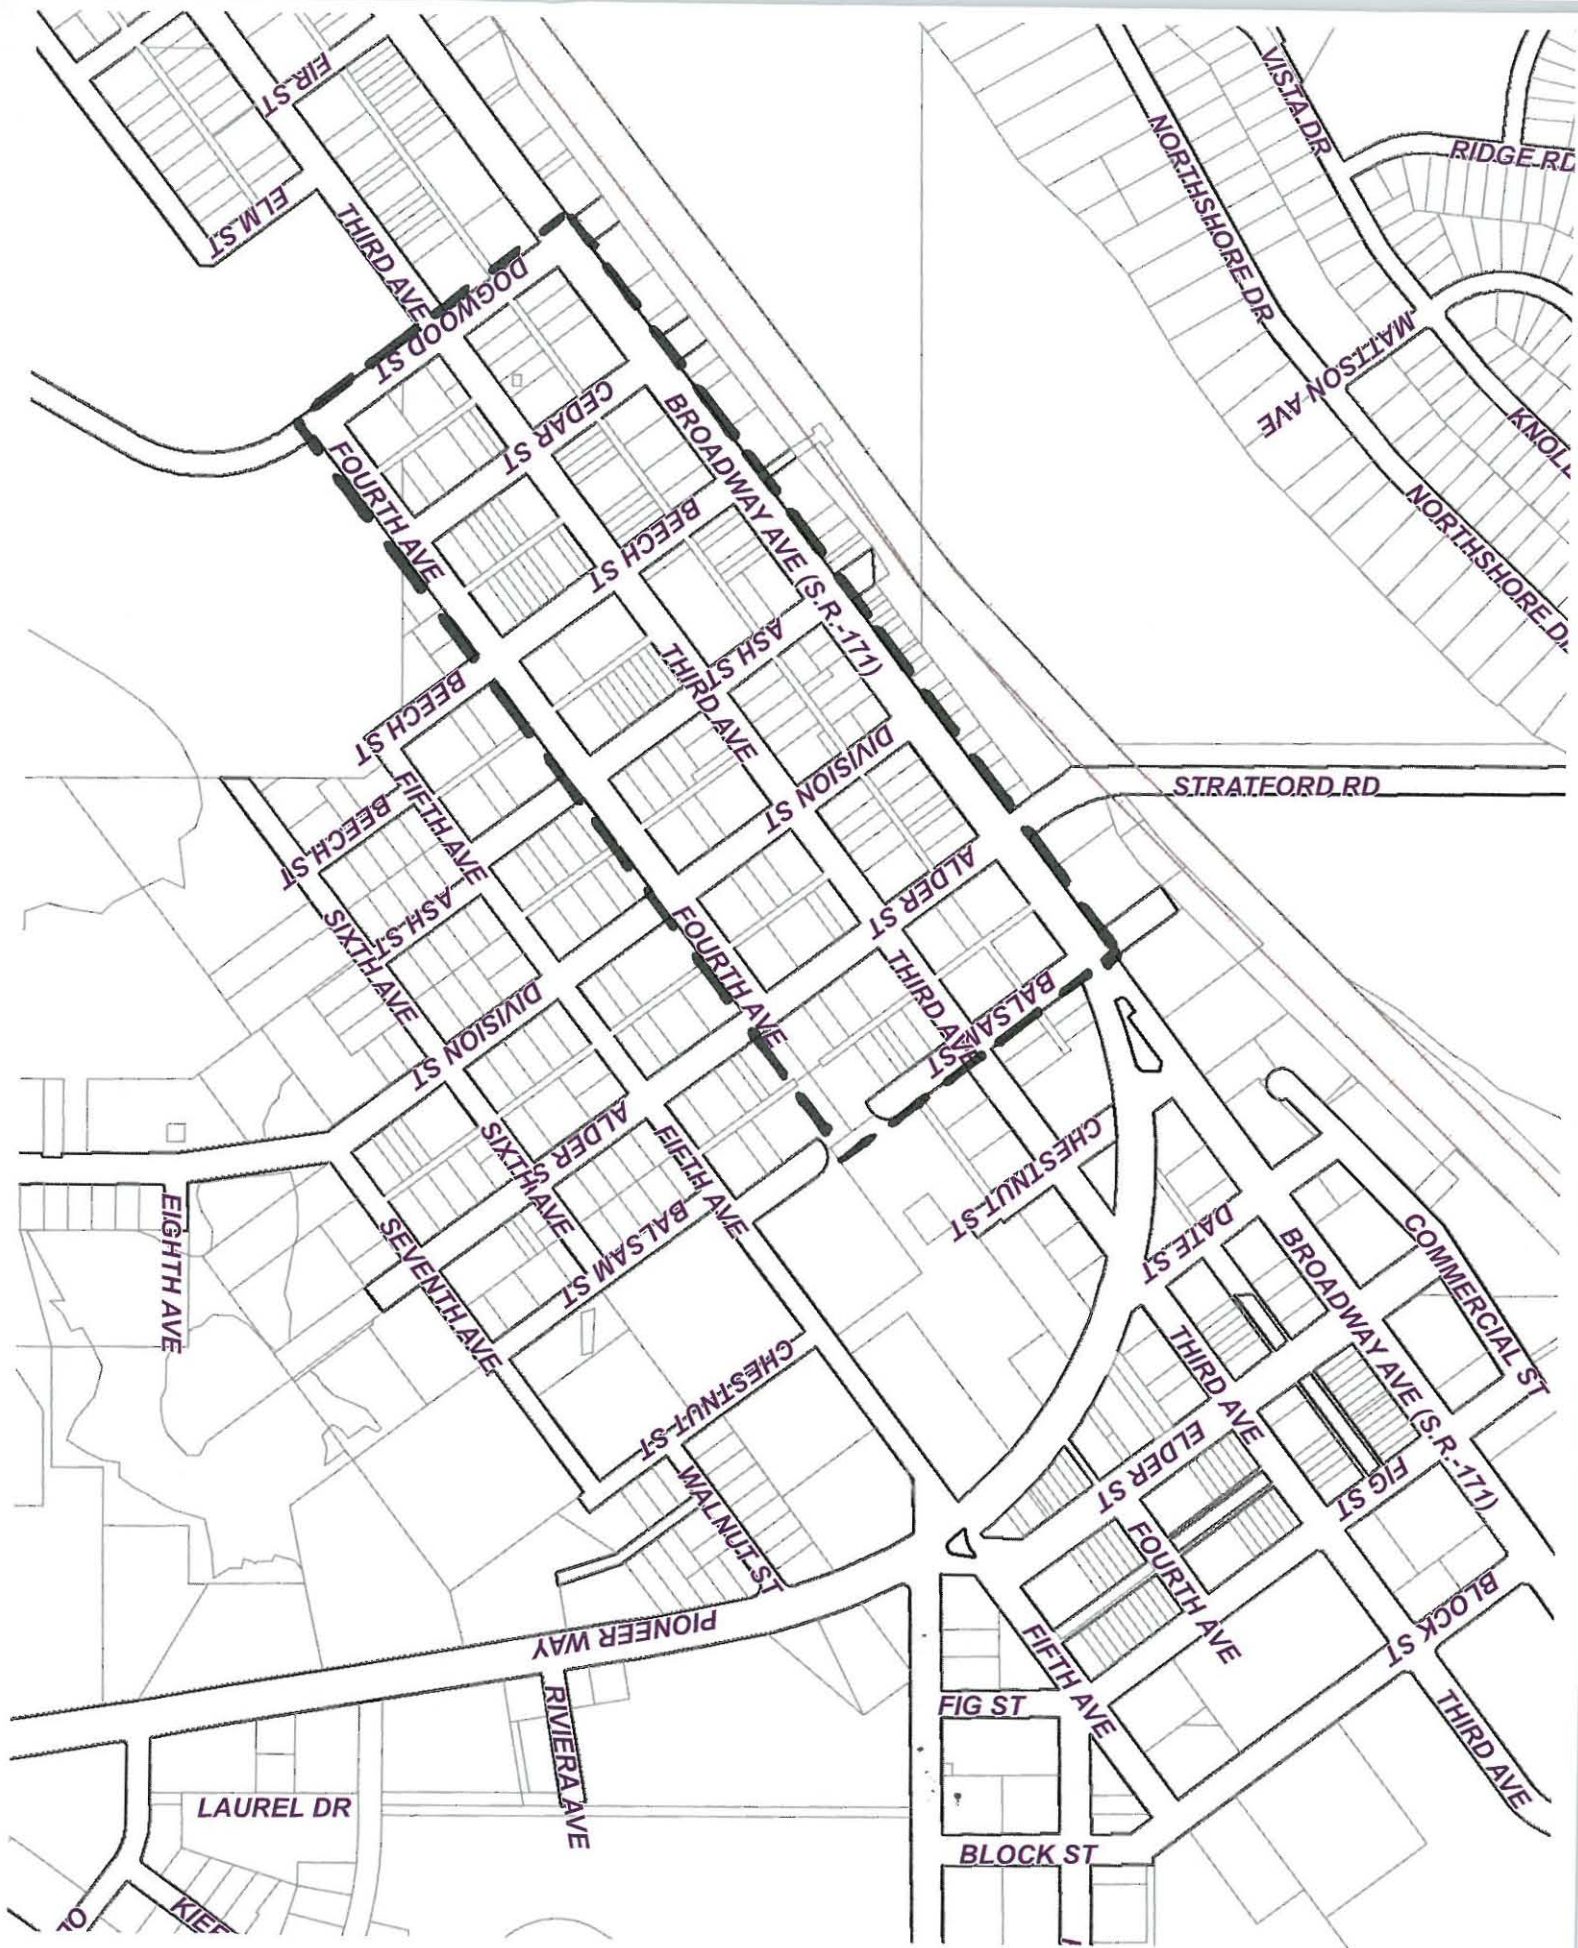 FIR ST
VISTA DR
RIDGE RD
NORTHSHORE DR
ELM ST
THIRD AVE
DOGWOOD ST
MATTSON AVE
CEDAR ST
BROADWAY AVE (S.R.-171)
FOURTH AVE
BEECH ST
NORTHSHORE
ASH ST
THIRD AVE
BEECH ST
DIVISION ST
STRATFORD RD
FIFTH AVE
BEECH ST
ALDER ST
ASH ST
SIXTH AVE
FOURTH AVE
THIRD AVE
BALSAM ST
DIVISION ST
ALDER S
SIXTH AVE
FIFTH AVE
CHESTNUT ST
EIGHTH AVE
SEVENTH AVE
BALSAM ST
DATE ST
BROADWAY AVE (S.R.-171)
COMMERCIAL ST
CHESTNUT ST
THIRD AVE
WALNUT ST
ELDER ST
FIG ST
FOURTH AVE
PIONEER WAY
FIFTH AVE
BLOCK ST
RIVIERA AVE
FIG ST
THIRD AVE
LAUREL DR
BLOCK ST